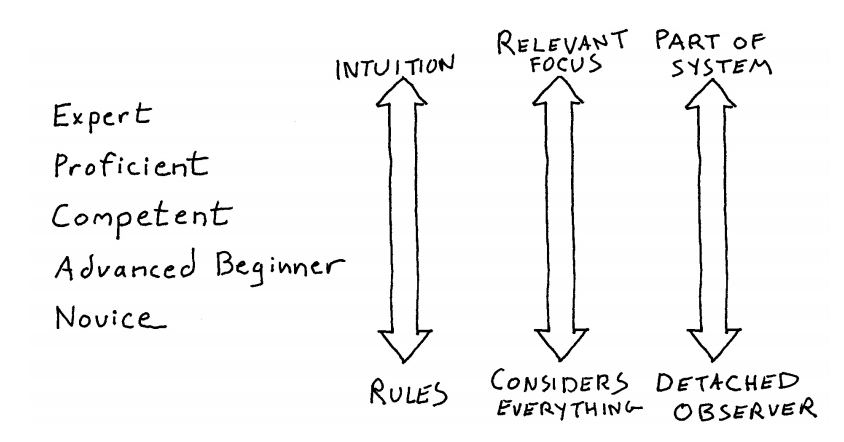 INTUITION
RELEVANT
FOCUS
PART OF
SYSTEM
Expert
Proficient
Competent
Advanced Beginner
Novice
RULES
CONSIDERS
EVERYTHING
DETACHED
OBSERVER